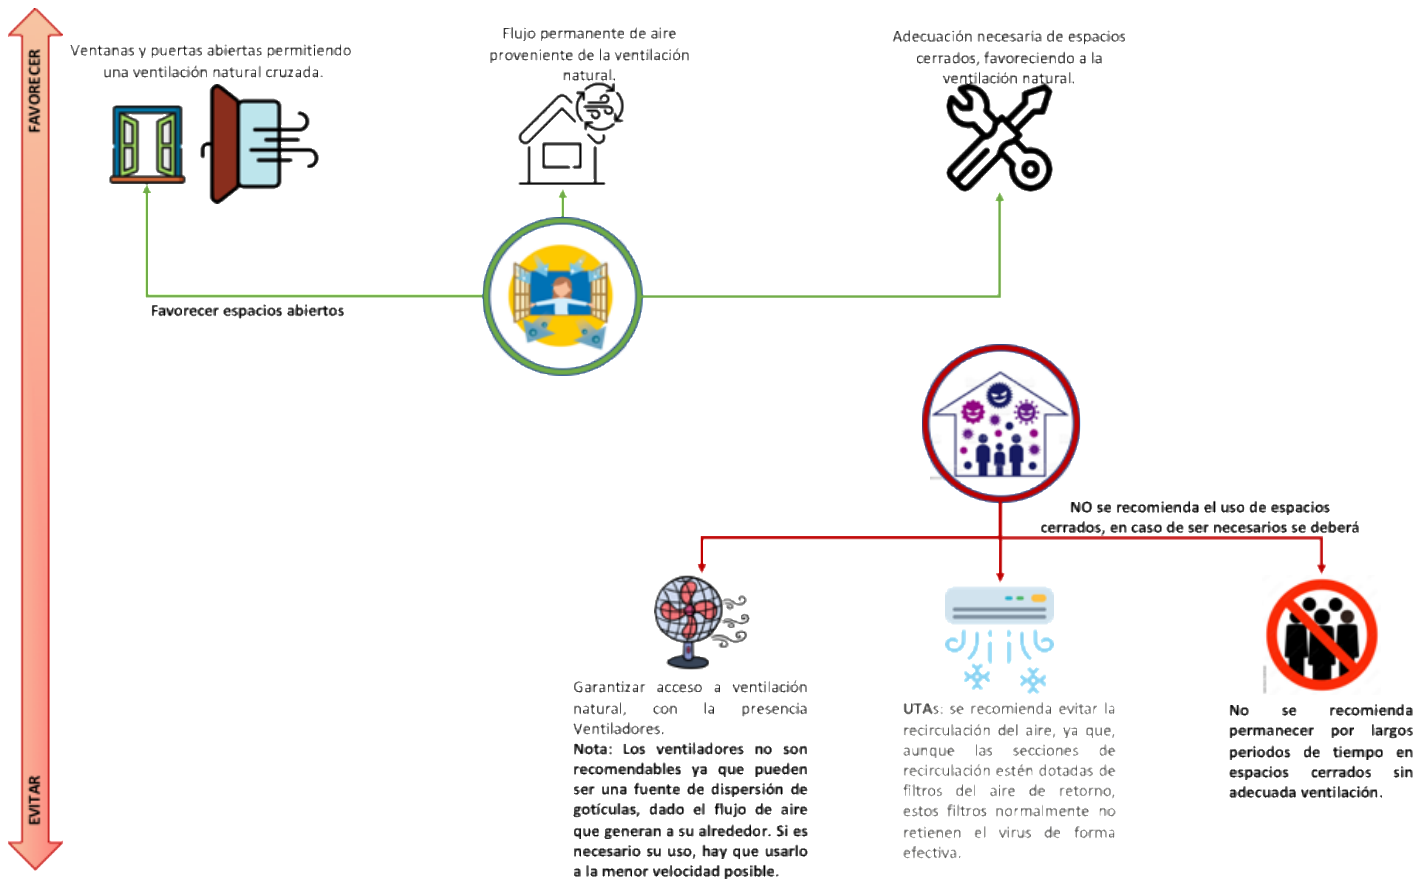 FAVORECER
Ventanas y puertas abiertas permitiendo
una ventilación natural cruzada.
Flujo permanente de aire
proveniente de la ventilación
natural.
Adecuación necesaria de espacios
cerrados, favoreciendo a la
ventilación natural.
Favorecer espacios abiertos
NO se recomienda el uso de espacios
cerrados, en caso de ser necesarios se deberá
Garantizar acceso a ventilación
natural, con la presencia
Ventiladores.
Nota: Los ventiladores no son
recomendables ya que pueden
ser una fuente de dispersión de
gotículas, dado el flujo de aire
que generan a su alrededor. Si es
necesario su uso, hay que usarlo
a la menor velocidad posible.
UTAs: se recomienda evitar la
recirculación del aire, ya que,
aunque las secciones de
recirculación estén dotadas de
filtros del aire de retorno,
estos filtros normalmente no
retienen el virus de forma
efectiva.
No se recomienda
permanecer por largos
periodos de tiempo en
espacios cerrados sin
adecuada ventilación.
EVITAR